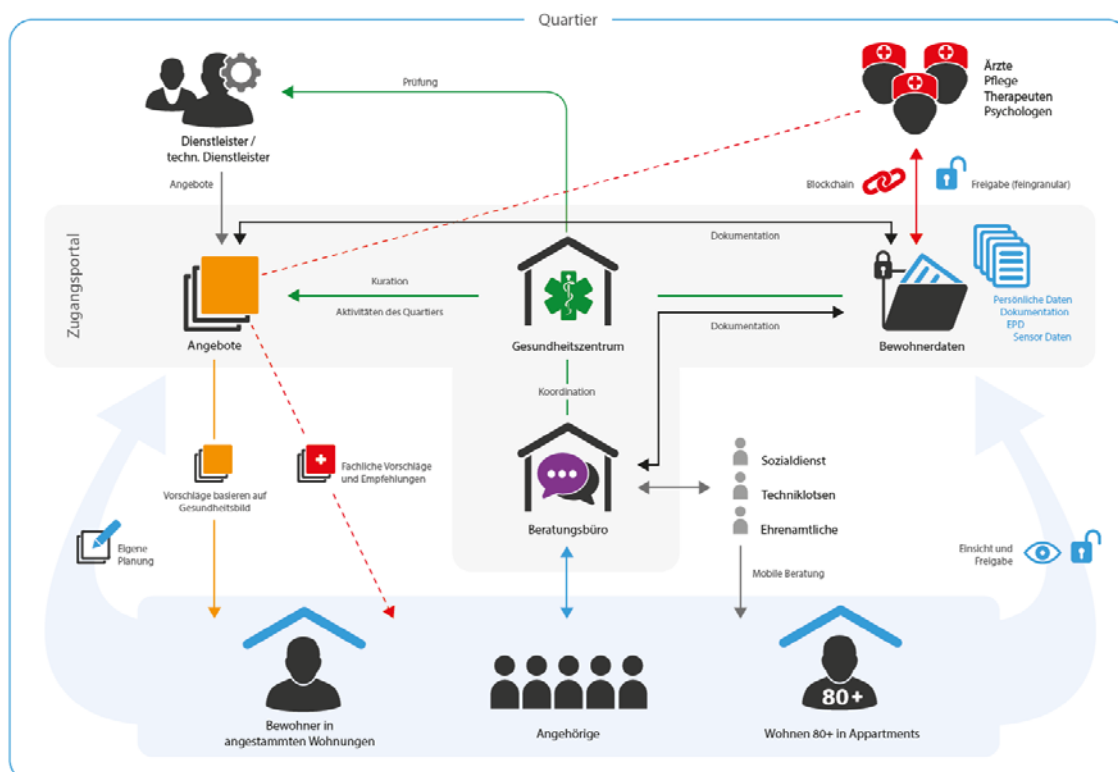 Quartier
Prüfung
Ärzte
Pflege
Therapeuten
Psychologen
Dienstleister /
techn. Dienstleister
Angebote
Blockchain
Freigabe (feingranular)
Zugangsportal
Dokumentation
Kuration
Aktivitäten des Quartiers
Dokumentation
Persönliche Daten
Dokumentation
EPD
Sensor Daten
Angebote
Gesundheitszentrum
Bewohnerdaten
Koordination
Vorschläge basieren auf
Gesundheitsbild
Fachliche Vorschläge
und Empfehlungen
Sozialdienst
Techniklotsen
Ehrenamtliche
Beratungsbüro
Eigene
Planung
Einsicht und
Freigabe
Mobile Beratung
80+
Bewohner in
angestammten Wohnungen
Angehörige
Wohnen 80+ in Appartments